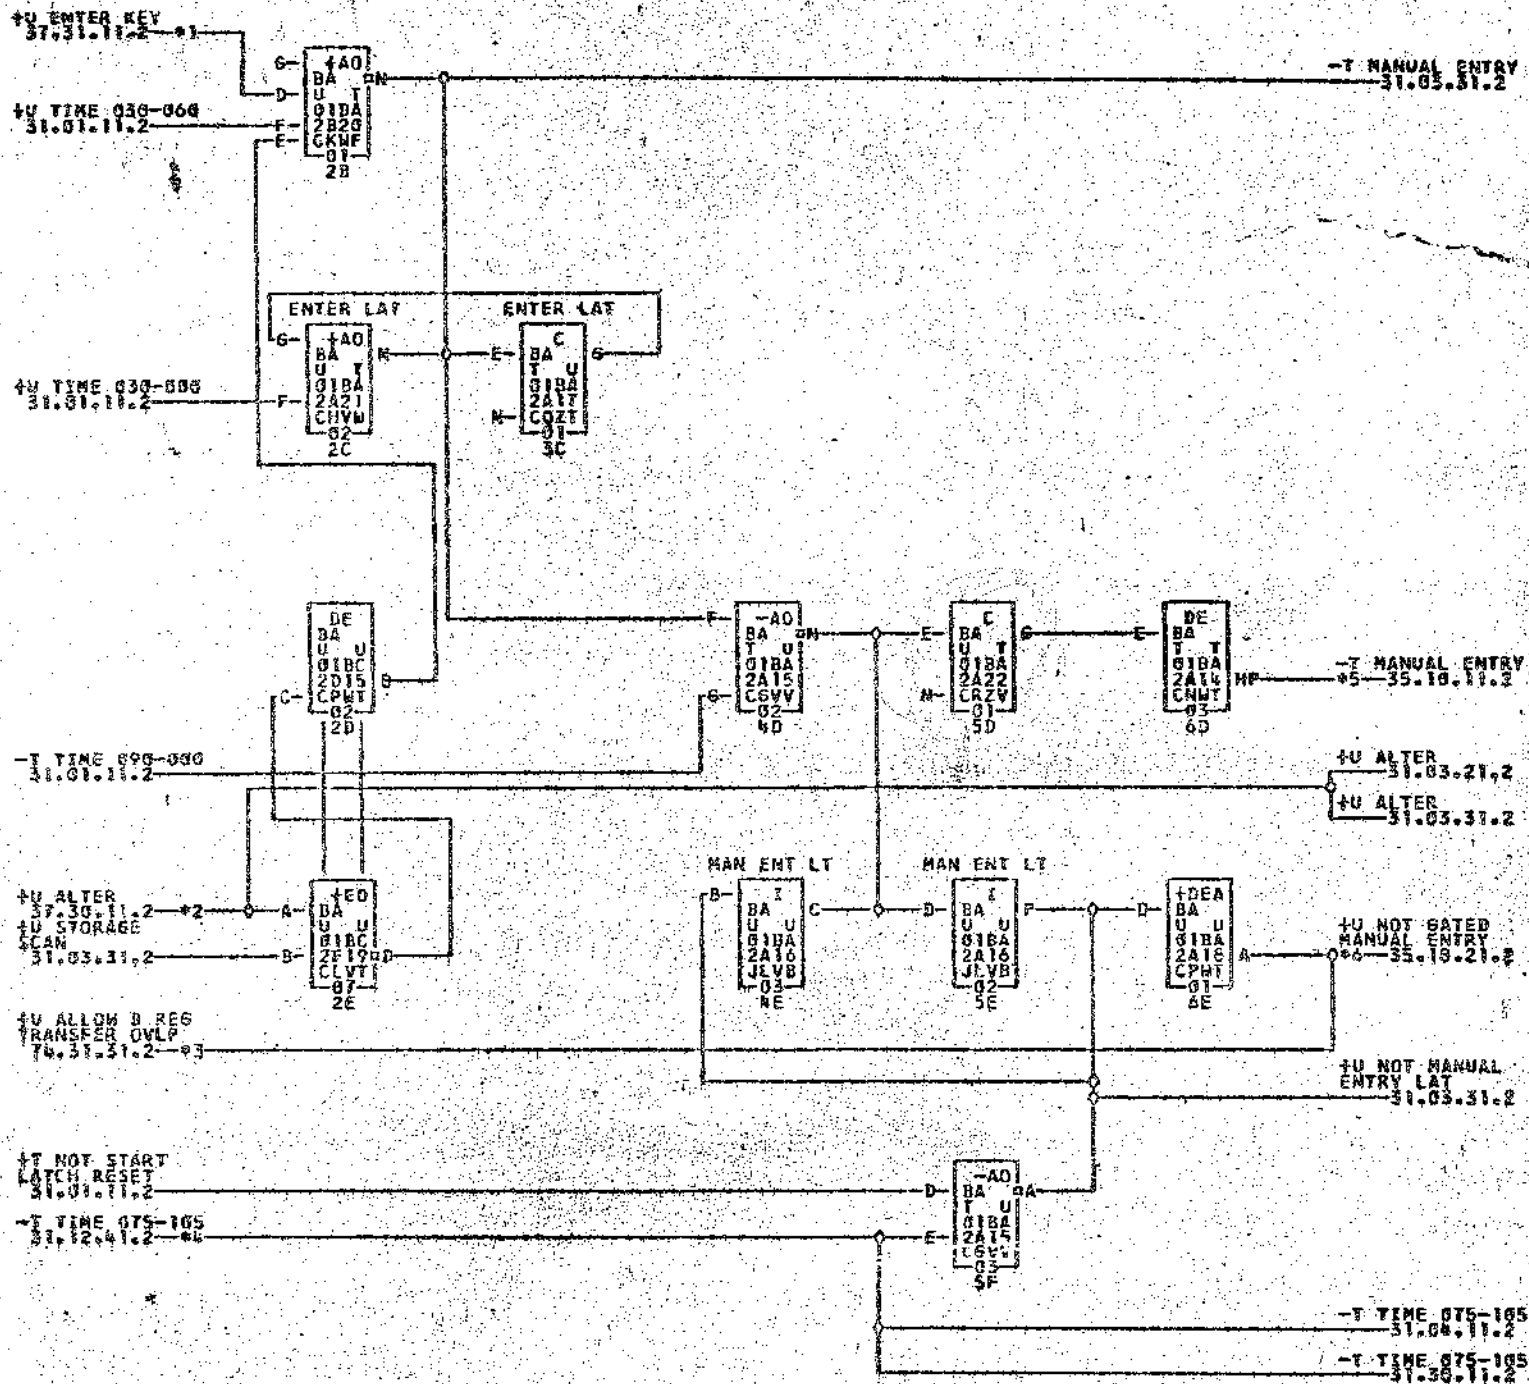 +U ENTER KEY
37.31.11.2 *1
G +AO
BA N
D U T
+U TIME 030-060
01BA
31.01.11.2 F 2B20
E CKWF
01
2B
-T MANUAL ENTRY
31.03.31.2
ENTER LAT
ENTER LAT
G +AO
BA N
U T
01BA
+U TIME 030-000
31.01.11.2 F 2A21
CHVW
02
2C
C
E BA G
T U
01BA
2A17
N CQZT
01
3C
DE
BA
U U
01BC
2D15 B
C CPWT
02
2D
F -AO
BA N
T U
01BA
2A15
G CGVV
02
4D
C
E BA G
U T
01BA
2A22
N CRZV
01
5D
DE
E BA
T T
01BA
2A14 HP
CNWT
03
6D
-T MANUAL ENTRY
*5 35.10.11.2
-T TIME 090-000
31.01.11.2
+U ALTER
31.03.21.2
+U ALTER
31.03.31.2
+U ALTER
37.30.11.2 *2
+U STORAGE
SCAN
31.03.31.2
+EO
A BA
U U
01BC
B 2F19 D
CLVT
07
2E
MAN ENT LT
MAN ENT LT
B I
BA C
U U
01BA
2A16
JLVB
03
4E
I
D BA P
U U
01BA
2A16
JLVB
02
5E
+DEA
D BA
U U
01BA
2A18 A
CPWT
01
6E
+U NOT GATED
MANUAL ENTRY
*6 35.10.21.2
+U ALLOW B REG
TRANSFER OVLP
74.31.31.2 *3
+U NOT MANUAL
ENTRY LAT
31.03.31.2
+T NOT START
LATCH RESET
31.01.11.2
-T TIME 075-105
31.12.41.2 *4
-AO
D BA A
T U
01BA
E 2A15
CGVV
03
5F
-T TIME 075-105
31.04.11.2
-T TIME 075-105
31.30.11.2